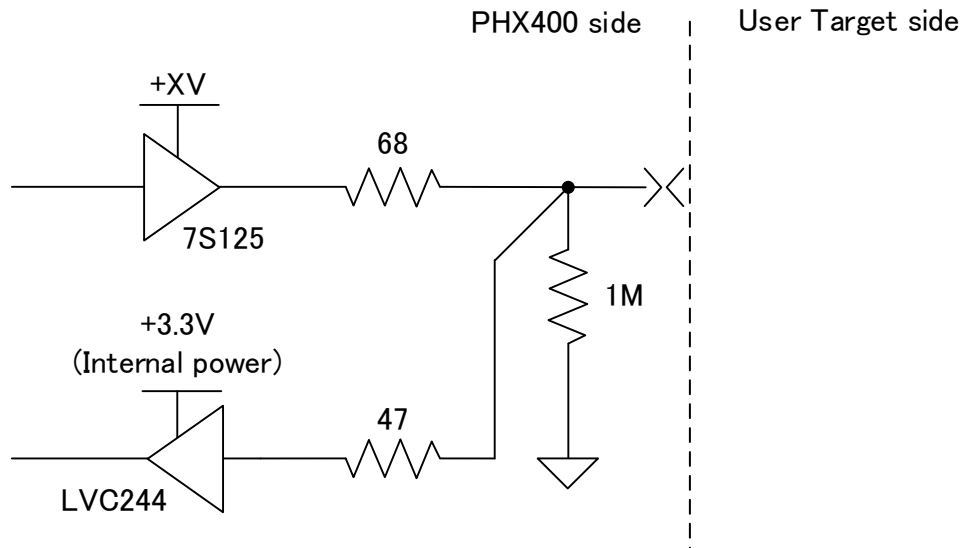 PHX400 side
User Target side
+XV
68
7S125
1M
+3.3V
(Internal power)
47
LVC244